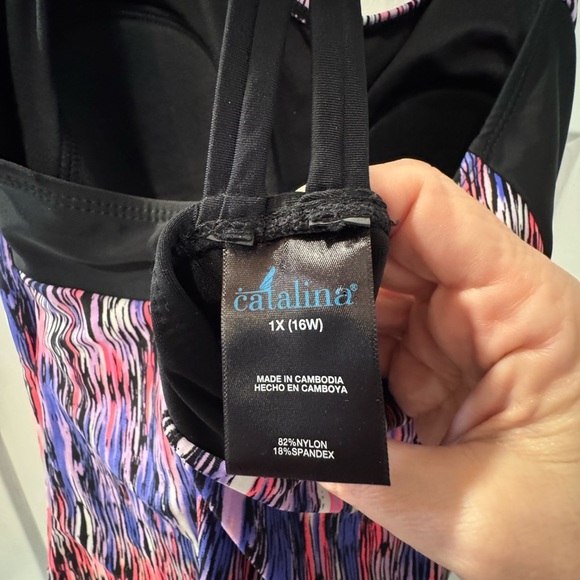 catalina®
1X (16W)
MADE IN CAMBODIA
HECHO EN CAMBOYA
82%NYLON
18%SPANDEX